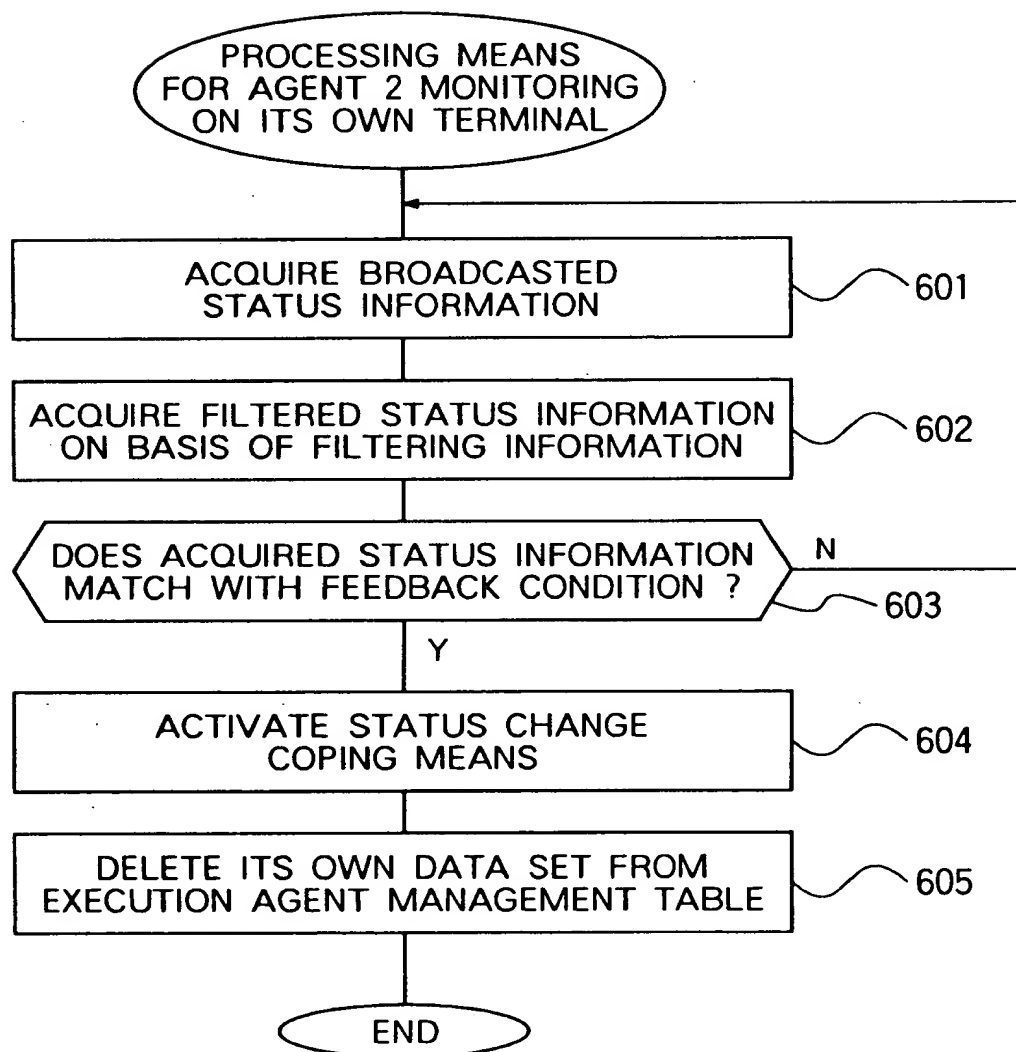 PROCESSING MEANS
FOR AGENT 2 MONITORING
ON ITS OWN TERMINAL
ACQUIRE BROADCASTED
STATUS INFORMATION
601
ACQUIRE FILTERED STATUS INFORMATION
ON BASIS OF FILTERING INFORMATION
602
DOES ACQUIRED STATUS INFORMATION
MATCH WITH FEEDBACK CONDITION ?
N
603
Y
ACTIVATE STATUS CHANGE
COPING MEANS
604
DELETE ITS OWN DATA SET FROM
EXECUTION AGENT MANAGEMENT TABLE
605
END